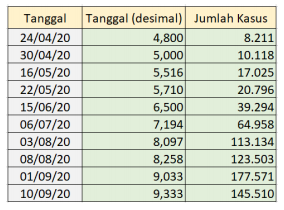 Tanggal Tanggal (desimal) Jumlah Kasus
24/04/20 4,800 8.211
30/04/20 5,000 10.118
16/05/20 5,516 17.025
22/05/20 5,710 20.796
15/06/20 6,500 39.294
06/07/20 7,194 64.958
03/08/20 8,097 113.134
08/08/20 8,258 123.503
01/09/20 9,033 177.571
10/09/20 9,333 145.510